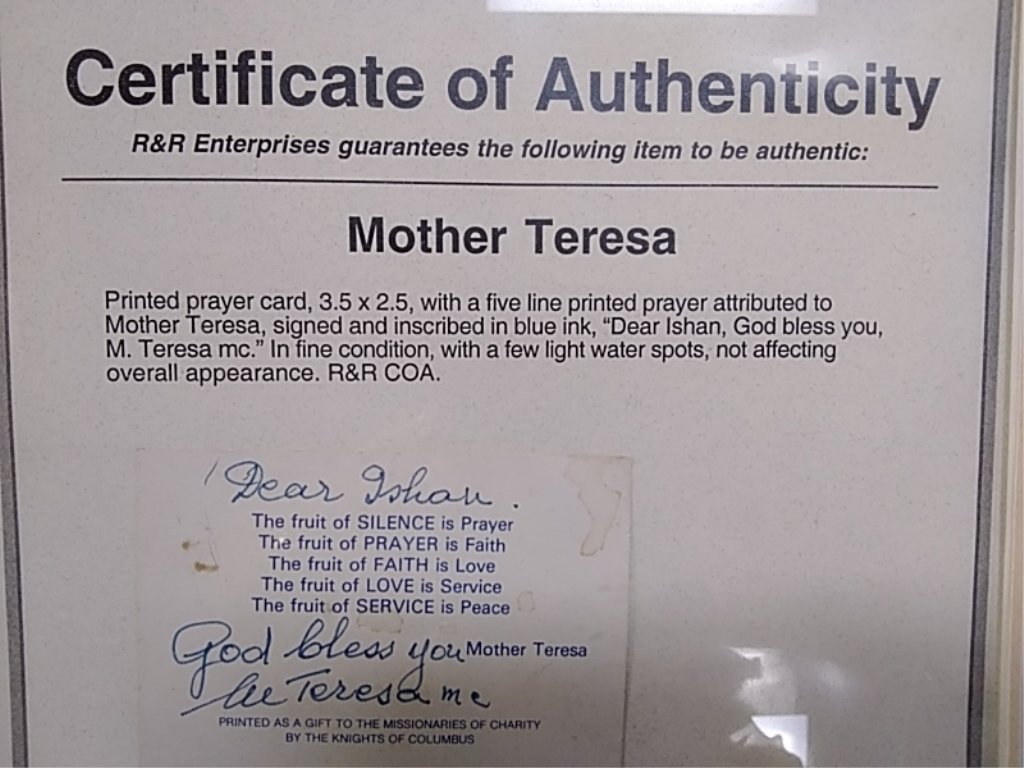 Certificate of Authenticity
R&R Enterprises guarantees the following item to be authentic:
Mother Teresa
Printed prayer card, 3.5 x 2.5, with a five line printed prayer attributed to
Mother Teresa, signed and inscribed in blue ink, “Dear Ishan, God bless you,
M. Teresa mc.” In fine condition, with a few light water spots, not affecting
overall appearance. R&R COA.
Dear Ishan.
The fruit of SILENCE is Prayer
The fruit of PRAYER is Faith
The fruit of FAITH is Love
The fruit of LOVE is Service
The fruit of SERVICE is Peace
God bless you Mother Teresa
M Teresa mc
PRINTED AS A GIFT TO THE MISSIONARIES OF CHARITY
BY THE KNIGHTS OF COLUMBUS